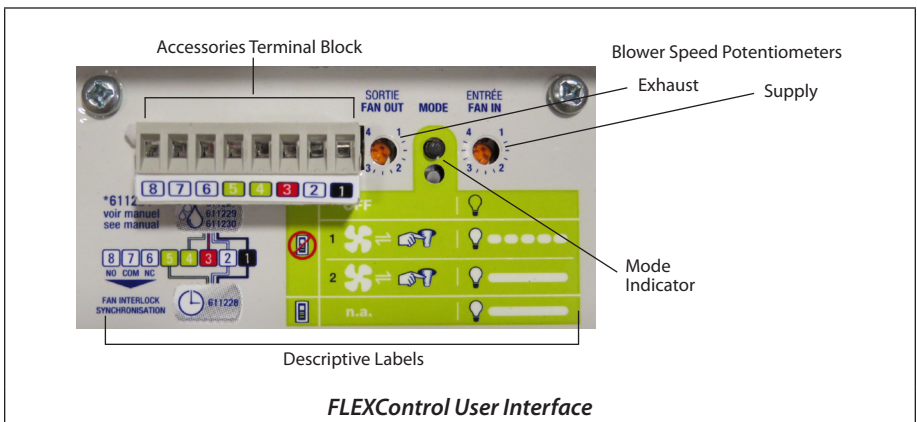 Accessories Terminal Block
Blower Speed Potentiometers
Exhaust
Supply
SORTIE
FAN OUT
MODE
ENTRÉE
FAN IN
4 1
3 2
4 1
3 2
8 7 6 5 4 3 2 1
OFF
*6112
voir manuel
see manual
611229
611230
1
8 7 6 5 4 3 2 1
NO COM NC
2
FAN INTERLOCK
SYNCHRONISATION
611228
n.a.
Mode
Indicator
Descriptive Labels
FLEXControl User Interface